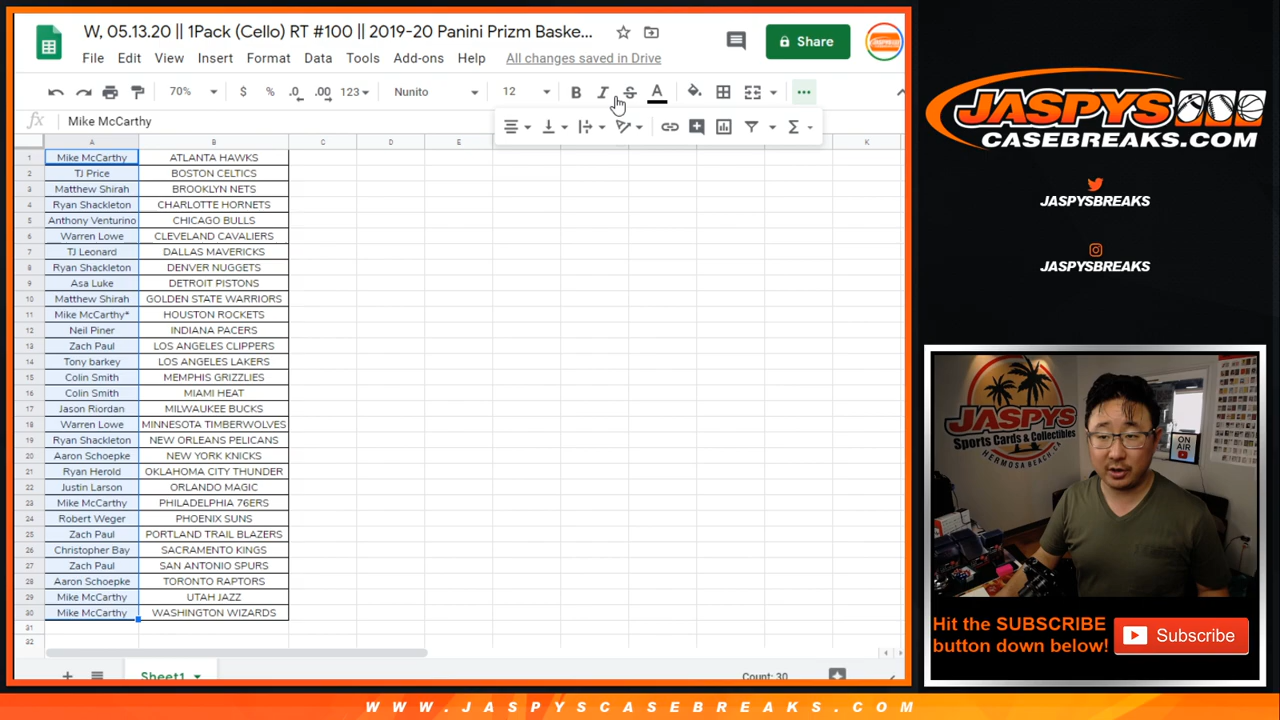 W, 05.13.20 || 1Pack (Cello) RT #100 || 2019-20 Panini Prizm Baske...
File Edit View Insert Format Data Tools Add-ons Help All changes saved in Drive
Share
70% $ % .0 .00 123 Nunito 12 B I S A
fx Mike McCarthy
A B C D E K
1 Mike McCarthy ATLANTA HAWKS
2 TJ Price BOSTON CELTICS
3 Matthew Shirah BROOKLYN NETS
4 Ryan Shackleton CHARLOTTE HORNETS
5 Anthony Venturino CHICAGO BULLS
6 Warren Lowe CLEVELAND CAVALIERS
7 TJ Leonard DALLAS MAVERICKS
8 Ryan Shackleton DENVER NUGGETS
9 Asa Luke DETROIT PISTONS
10 Matthew Shirah GOLDEN STATE WARRIORS
11 Mike McCarthy* HOUSTON ROCKETS
12 Neil Piner INDIANA PACERS
13 Zach Paul LOS ANGELES CLIPPERS
14 Tony barkey LOS ANGELES LAKERS
15 Colin Smith MEMPHIS GRIZZLIES
16 Colin Smith MIAMI HEAT
17 Jason Riordan MILWAUKEE BUCKS
18 Warren Lowe MINNESOTA TIMBERWOLVES
19 Ryan Shackleton NEW ORLEANS PELICANS
20 Aaron Schoepke NEW YORK KNICKS
21 Ryan Herold OKLAHOMA CITY THUNDER
22 Justin Larson ORLANDO MAGIC
23 Mike McCarthy PHILADELPHIA 76ERS
24 Robert Weger PHOENIX SUNS
25 Zach Paul PORTLAND TRAIL BLAZERS
26 Christopher Bay SACRAMENTO KINGS
27 Zach Paul SAN ANTONIO SPURS
28 Aaron Schoepke TORONTO RAPTORS
29 Mike McCarthy UTAH JAZZ
30 Mike McCarthy WASHINGTON WIZARDS
31
32
Sheet1
Count: 30
JASPYS
CASEBREAKS.COM
JASPYSBREAKS
JASPYSBREAKS
JASPYS
Sports Cards & Collectibles
HERMOSA BEACH, CA
ON
AIR
Hit the SUBSCRIBE
button down below!
Subscribe
WWW.JASPYSCASEBREAKS.COM